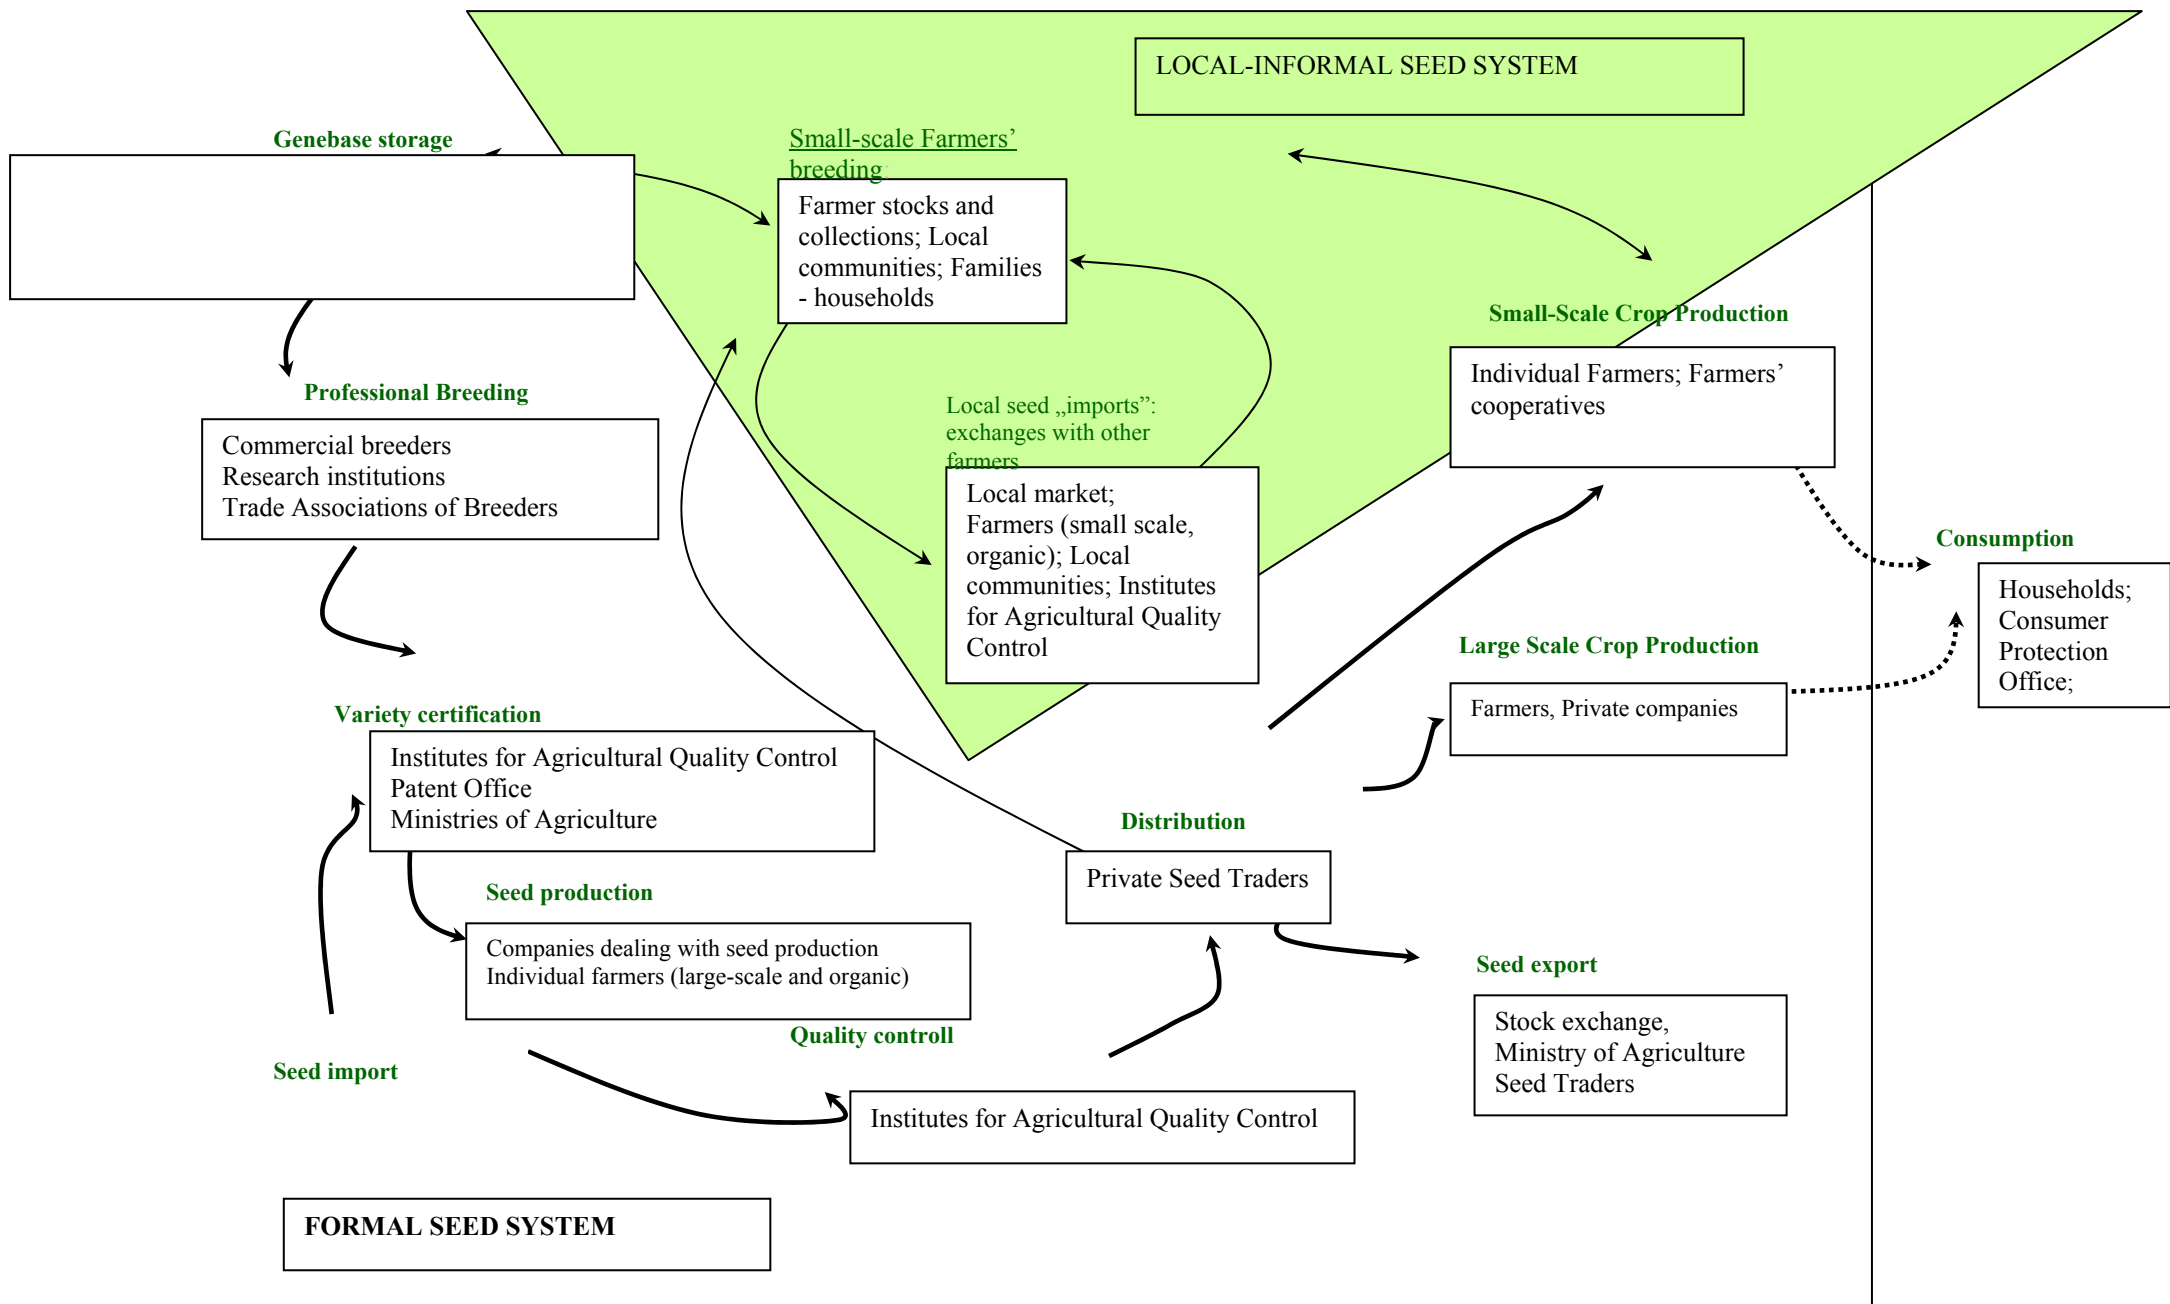 LOCAL-INFORMAL SEED SYSTEM
Genebase storage
Small-scale Farmers’
breeding:
Farmer stocks and
collections; Local
communities; Families
- households
Small-Scale Crop Production
Individual Farmers; Farmers’
cooperatives
Professional Breeding
Commercial breeders
Research institutions
Trade Associations of Breeders
Local seed „imports”:
exchanges with other
farmers
Local market;
Farmers (small scale,
organic); Local
communities; Institutes
for Agricultural Quality
Control
Consumption
Households;
Consumer
Protection
Office;
Large Scale Crop Production
Farmers, Private companies
Variety certification
Institutes for Agricultural Quality Control
Patent Office
Ministries of Agriculture
Distribution
Private Seed Traders
Seed production
Companies dealing with seed production
Individual farmers (large-scale and organic)
Seed export
Stock exchange,
Ministry of Agriculture
Seed Traders
Quality controll
Seed import
Institutes for Agricultural Quality Control
FORMAL SEED SYSTEM